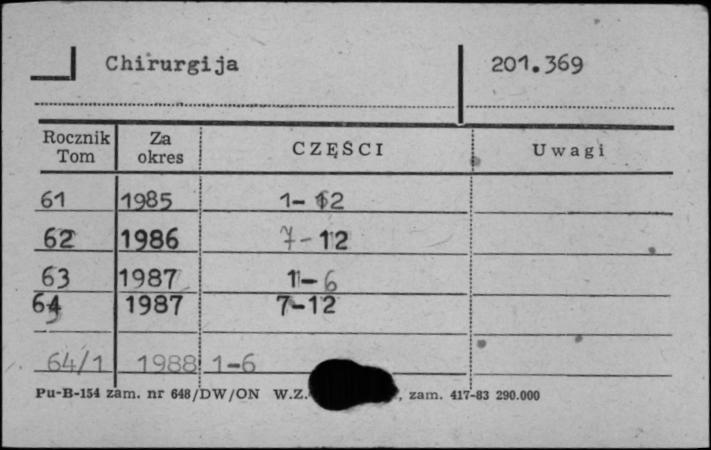 Chirurgija 201.369
Rocznik Tom Za okres CZĘŚCI Uwagi
61 1985 1-12
62 1986 7-12
63 1987 1-6
63 1987 7-12
64/1 1988 1-6
Pu-B-154 zam. nr 648/DW/ON W.Z. , zam. 417-83 290.000